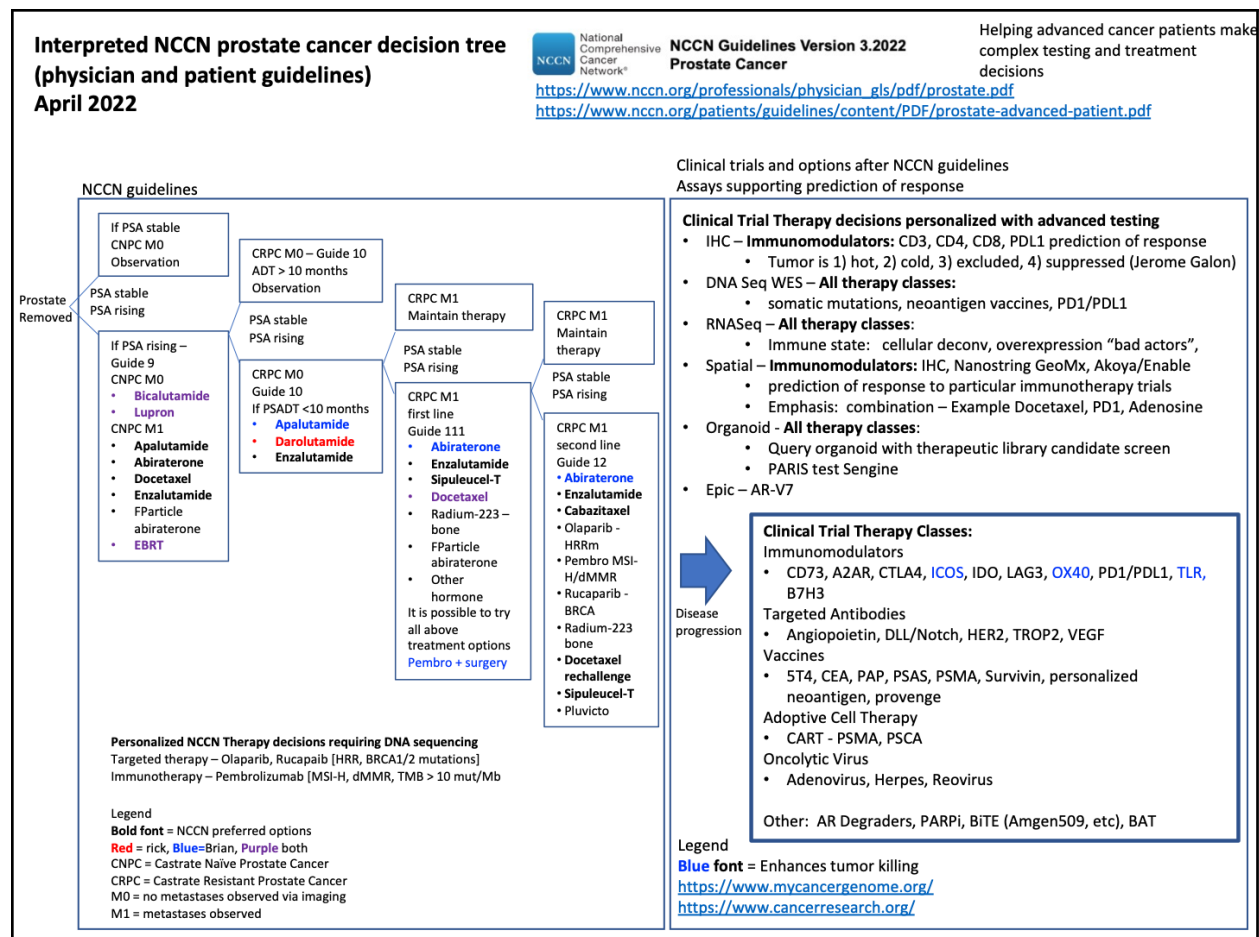 Interpreted NCCN prostate cancer decision tree
(physician and patient guidelines)
April 2022
NCCN
National
Comprehensive
Cancer
Network®
NCCN Guidelines Version 3.2022
Prostate Cancer
https://www.nccn.org/professionals/physician_gls/pdf/prostate.pdf
https://www.nccn.org/patients/guidelines/content/PDF/prostate-advanced-patient.pdf
Helping advanced cancer patients make
complex testing and treatment
decisions
NCCN guidelines
Prostate
Removed
If PSA stable
CNPC M0
Observation
PSA stable
PSA rising
If PSA rising –
Guide 9
CNPC M0
• Bicalutamide
• Lupron
CNPC M1
• Apalutamide
• Abiraterone
• Docetaxel
• Enzalutamide
• FParticle
abiraterone
• EBRT
CRPC M0 – Guide 10
ADT > 10 months
Observation
PSA stable
PSA rising
CRPC M0
Guide 10
If PSADT <10 months
• Apalutamide
• Darolutamide
• Enzalutamide
CRPC M1
Maintain therapy
PSA stable
PSA rising
CRPC M1
first line
Guide 111
• Abiraterone
• Enzalutamide
• Sipuleucel-T
• Docetaxel
• Radium-223 –
bone
• FParticle
abiraterone
• Other
hormone
It is possible to try
all above
treatment options
Pembro + surgery
CRPC M1
Maintain
therapy
PSA stable
PSA rising
CRPC M1
second line
Guide 12
• Abiraterone
• Enzalutamide
• Cabazitaxel
• Olaparib -
HRRm
• Pembro MSI-
H/dMMR
• Rucaparib -
BRCA
• Radium-223
bone
• Docetaxel
rechallenge
• Sipuleucel-T
• Pluvicto
Personalized NCCN Therapy decisions requiring DNA sequencing
Targeted therapy – Olaparib, Rucapaib [HRR, BRCA1/2 mutations]
Immunotherapy – Pembrolizumab [MSI-H, dMMR, TMB > 10 mut/Mb
Legend
Bold font = NCCN preferred options
Red = rick, Blue=Brian, Purple both
CNPC = Castrate Naïve Prostate Cancer
CRPC = Castrate Resistant Prostate Cancer
M0 = no metastases observed via imaging
M1 = metastases observed
Disease
progression
Clinical trials and options after NCCN guidelines
Assays supporting prediction of response
Clinical Trial Therapy decisions personalized with advanced testing
• IHC – Immunomodulators: CD3, CD4, CD8, PDL1 prediction of response
• Tumor is 1) hot, 2) cold, 3) excluded, 4) suppressed (Jerome Galon)
• DNA Seq WES – All therapy classes:
• somatic mutations, neoantigen vaccines, PD1/PDL1
• RNASeq – All therapy classes:
• Immune state: cellular deconv, overexpression “bad actors”,
• Spatial – Immunomodulators: IHC, Nanostring GeoMx, Akoya/Enable
• prediction of response to particular immunotherapy trials
• Emphasis: combination – Example Docetaxel, PD1, Adenosine
• Organoid - All therapy classes:
• Query organoid with therapeutic library candidate screen
• PARIS test Sengine
• Epic – AR-V7
Clinical Trial Therapy Classes:
Immunomodulators
• CD73, A2AR, CTLA4, ICOS, IDO, LAG3, OX40, PD1/PDL1, TLR,
B7H3
Targeted Antibodies
• Angiopoietin, DLL/Notch, HER2, TROP2, VEGF
Vaccines
• 5T4, CEA, PAP, PSAS, PSMA, Survivin, personalized
neoantigen, provenge
Adoptive Cell Therapy
• CART - PSMA, PSCA
Oncolytic Virus
• Adenovirus, Herpes, Reovirus
Other: AR Degraders, PARPi, BiTE (Amgen509, etc), BAT
Legend
Blue font = Enhances tumor killing
https://www.mycancergenome.org/
https://www.cancerresearch.org/